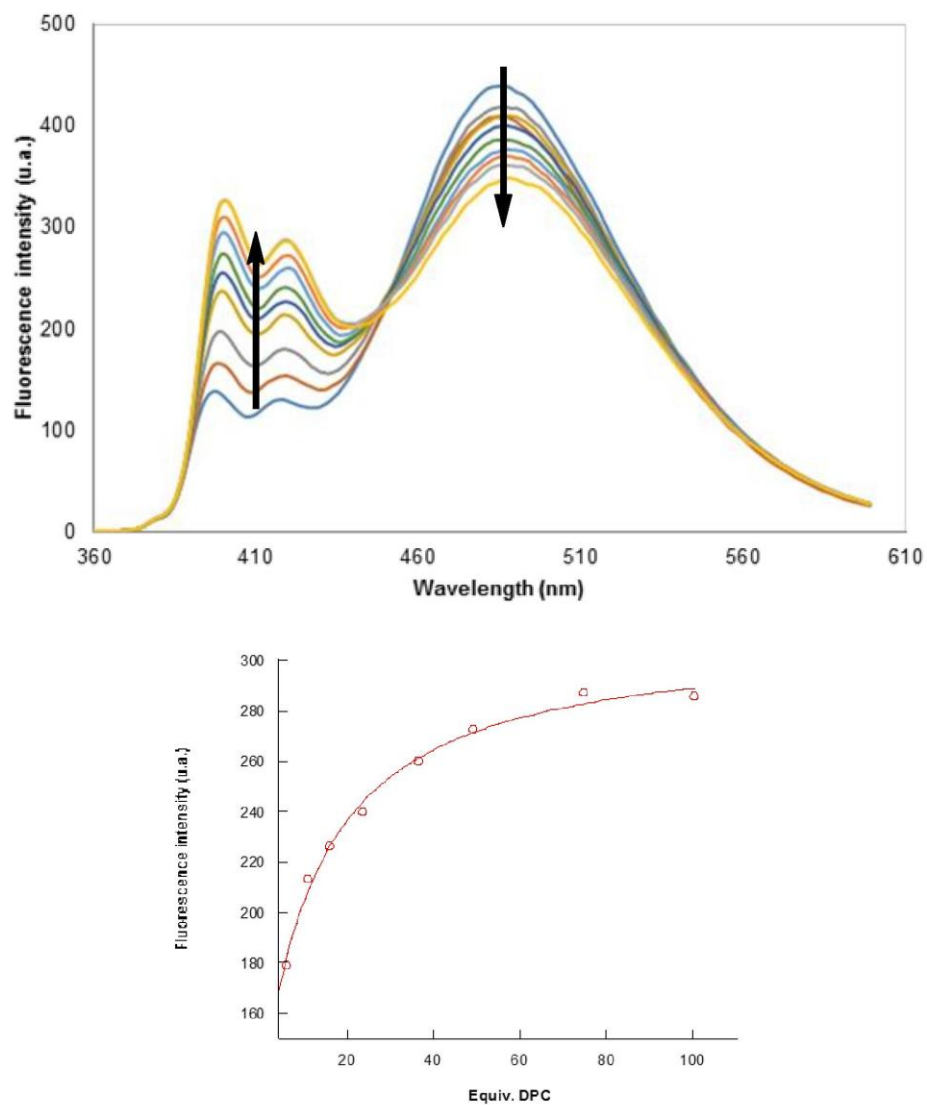 500
400
300
200
100
0
Fluorescence intensity (u.a.)
360 410 460 510 560 610
Wavelength (nm)
300
280
260
240
220
200
180
160
Fluorescence intensity (u.a.)
20 40 60 80 100
Equiv. DPC